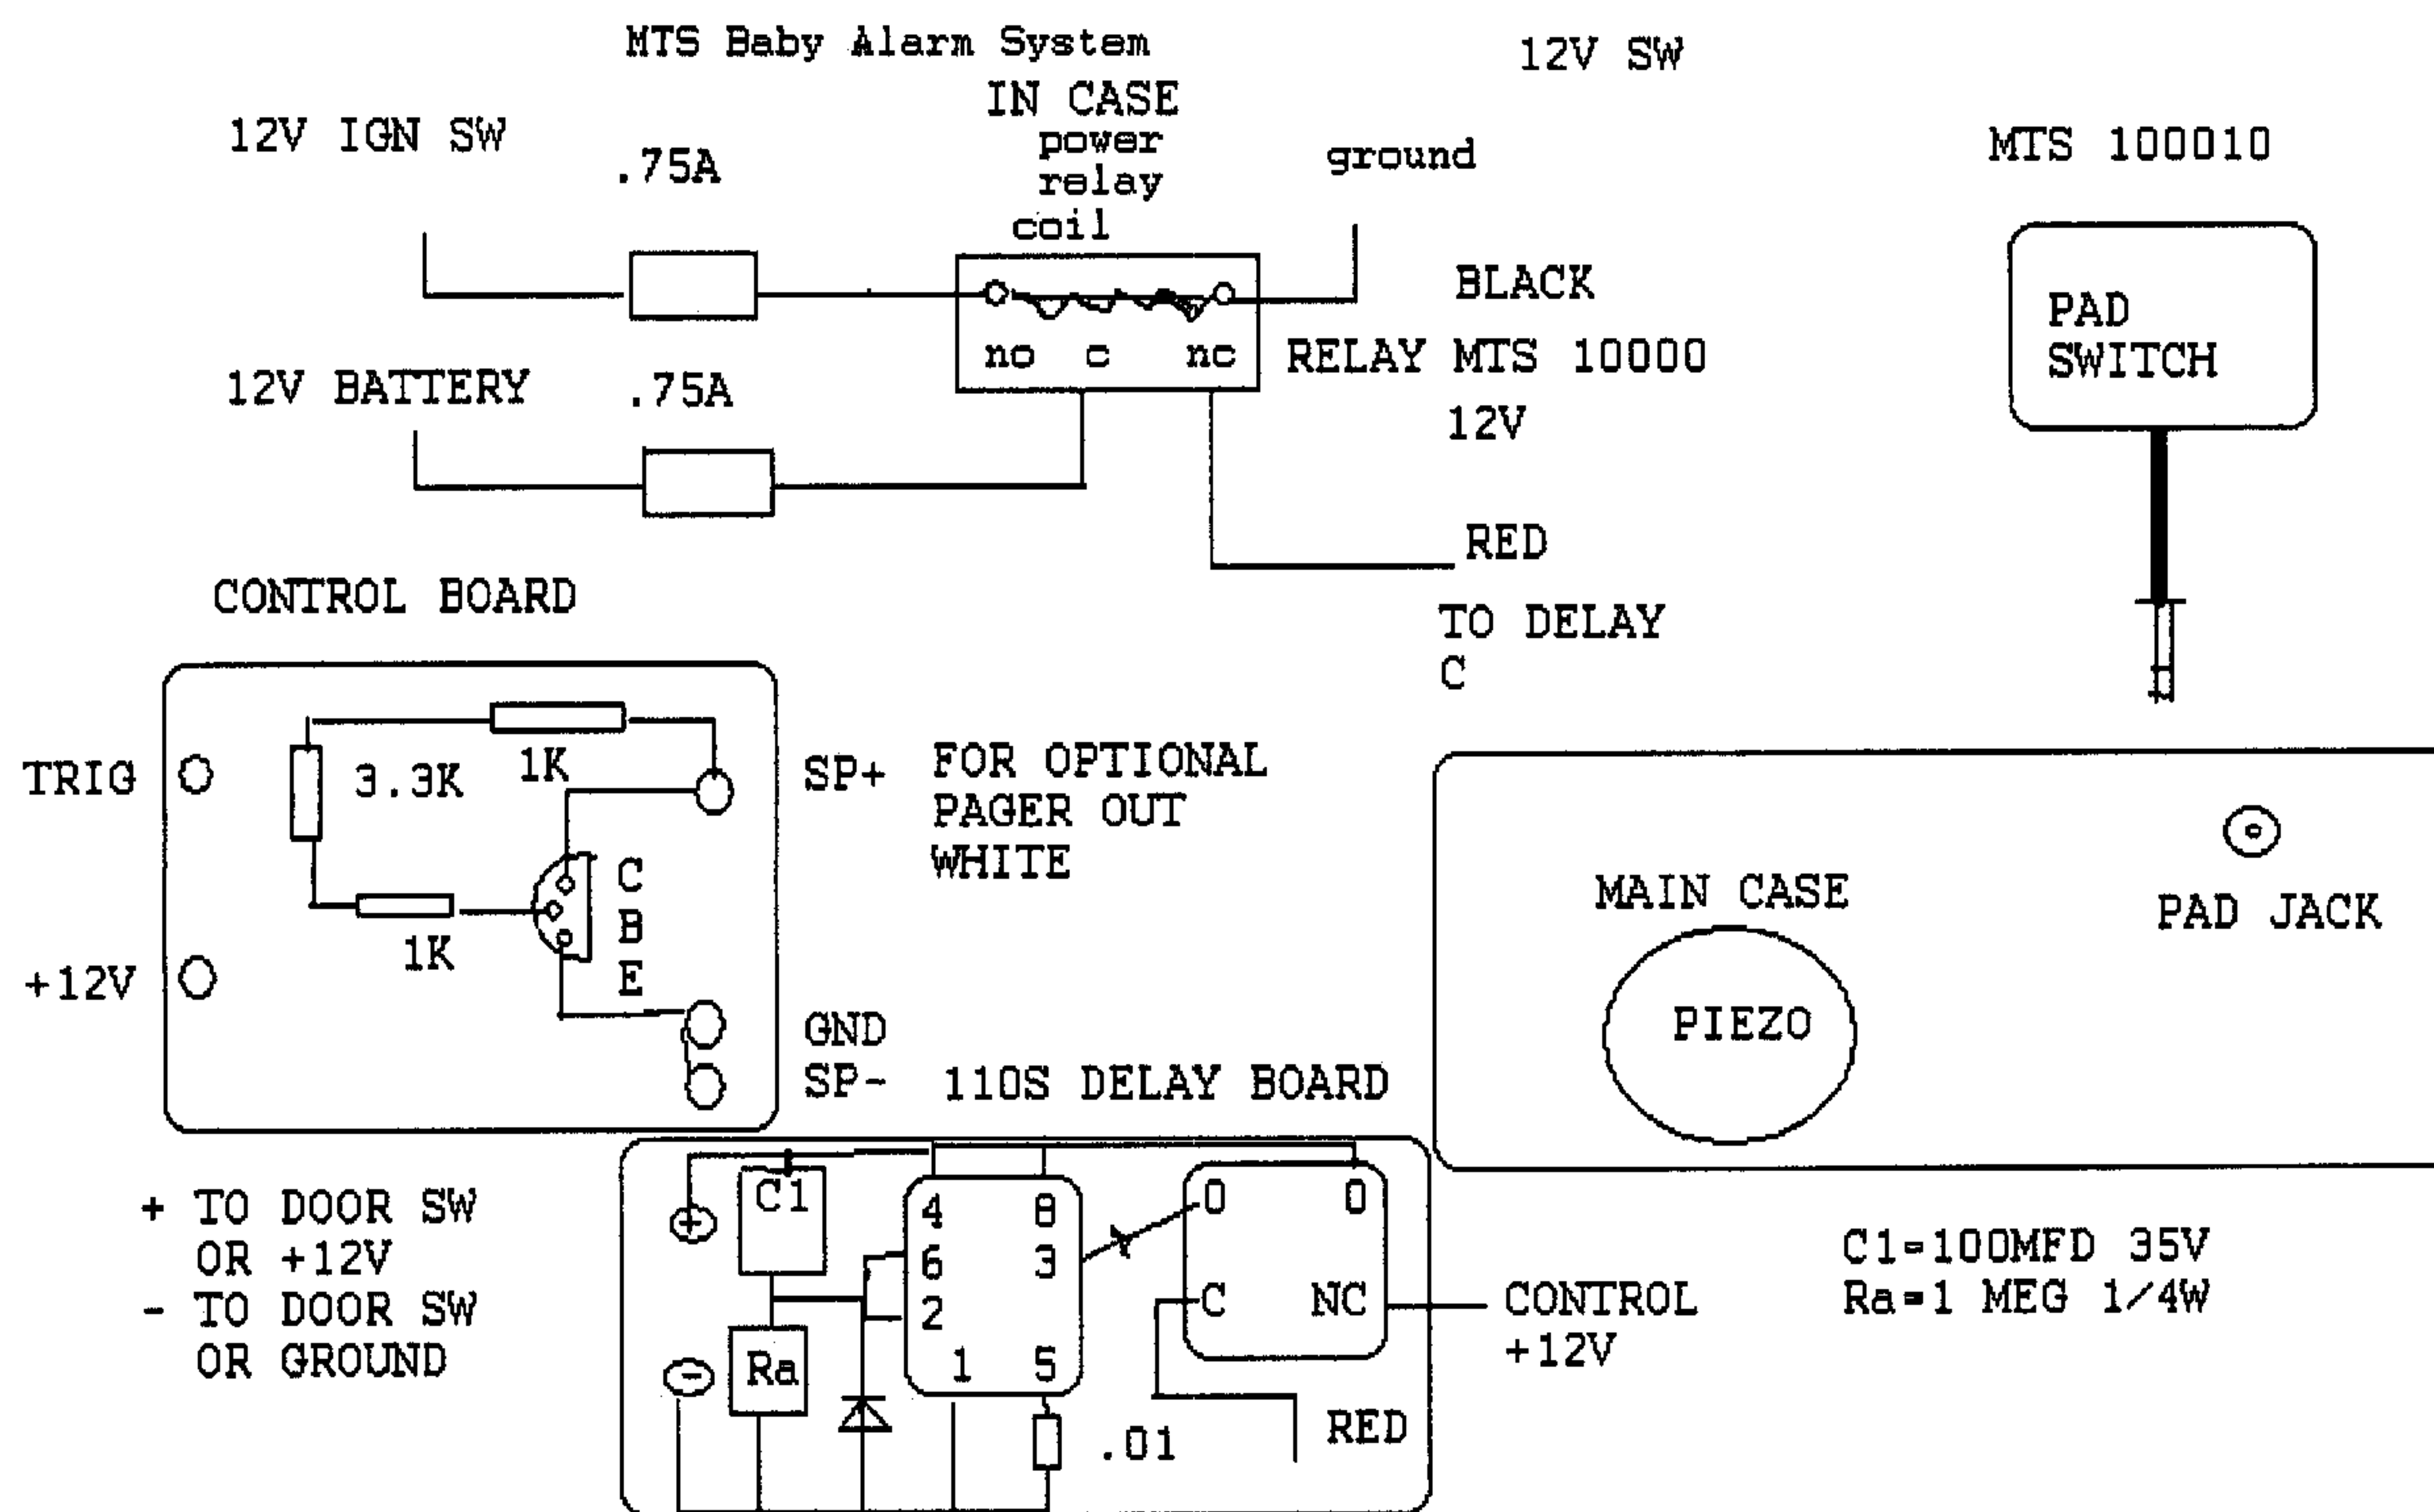 MTS Baby Alarm System
12V SW
IN CASE
power
relay
coil
12V IGN SW
.75A
ground
MTS 100010
BLACK
PAD
SWITCH
no c nc
RELAY MTS 10000
12V
12V BATTERY
.75A
RED
TO DELAY
C
CONTROL BOARD
TRIG
3.3K
1K
SP+
FOR OPTIONAL
PAGER OUT
WHITE
C
B
E
1K
+12V
GND
SP-
MAIN CASE
PAD JACK
PIEZO
110S DELAY BOARD
+ TO DOOR SW
OR +12V
- TO DOOR SW
OR GROUND
+
C1
4 8
6 3
2
1 5
O O
C NC
-
Ra
.01
RED
CONTROL
+12V
C1=100MFD 35V
Ra=1 MEG 1/4W